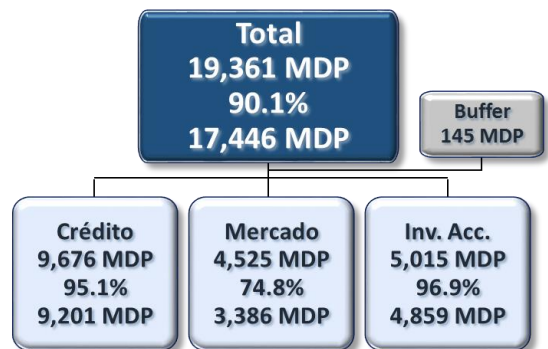 Total
19,361 MDP
90.1%
17,446 MDP
Buffer
145 MDP
Crédito
9,676 MDP
95.1%
9,201 MDP
Mercado
4,525 MDP
74.8%
3,386 MDP
Inv. Acc.
5,015 MDP
96.9%
4,859 MDP